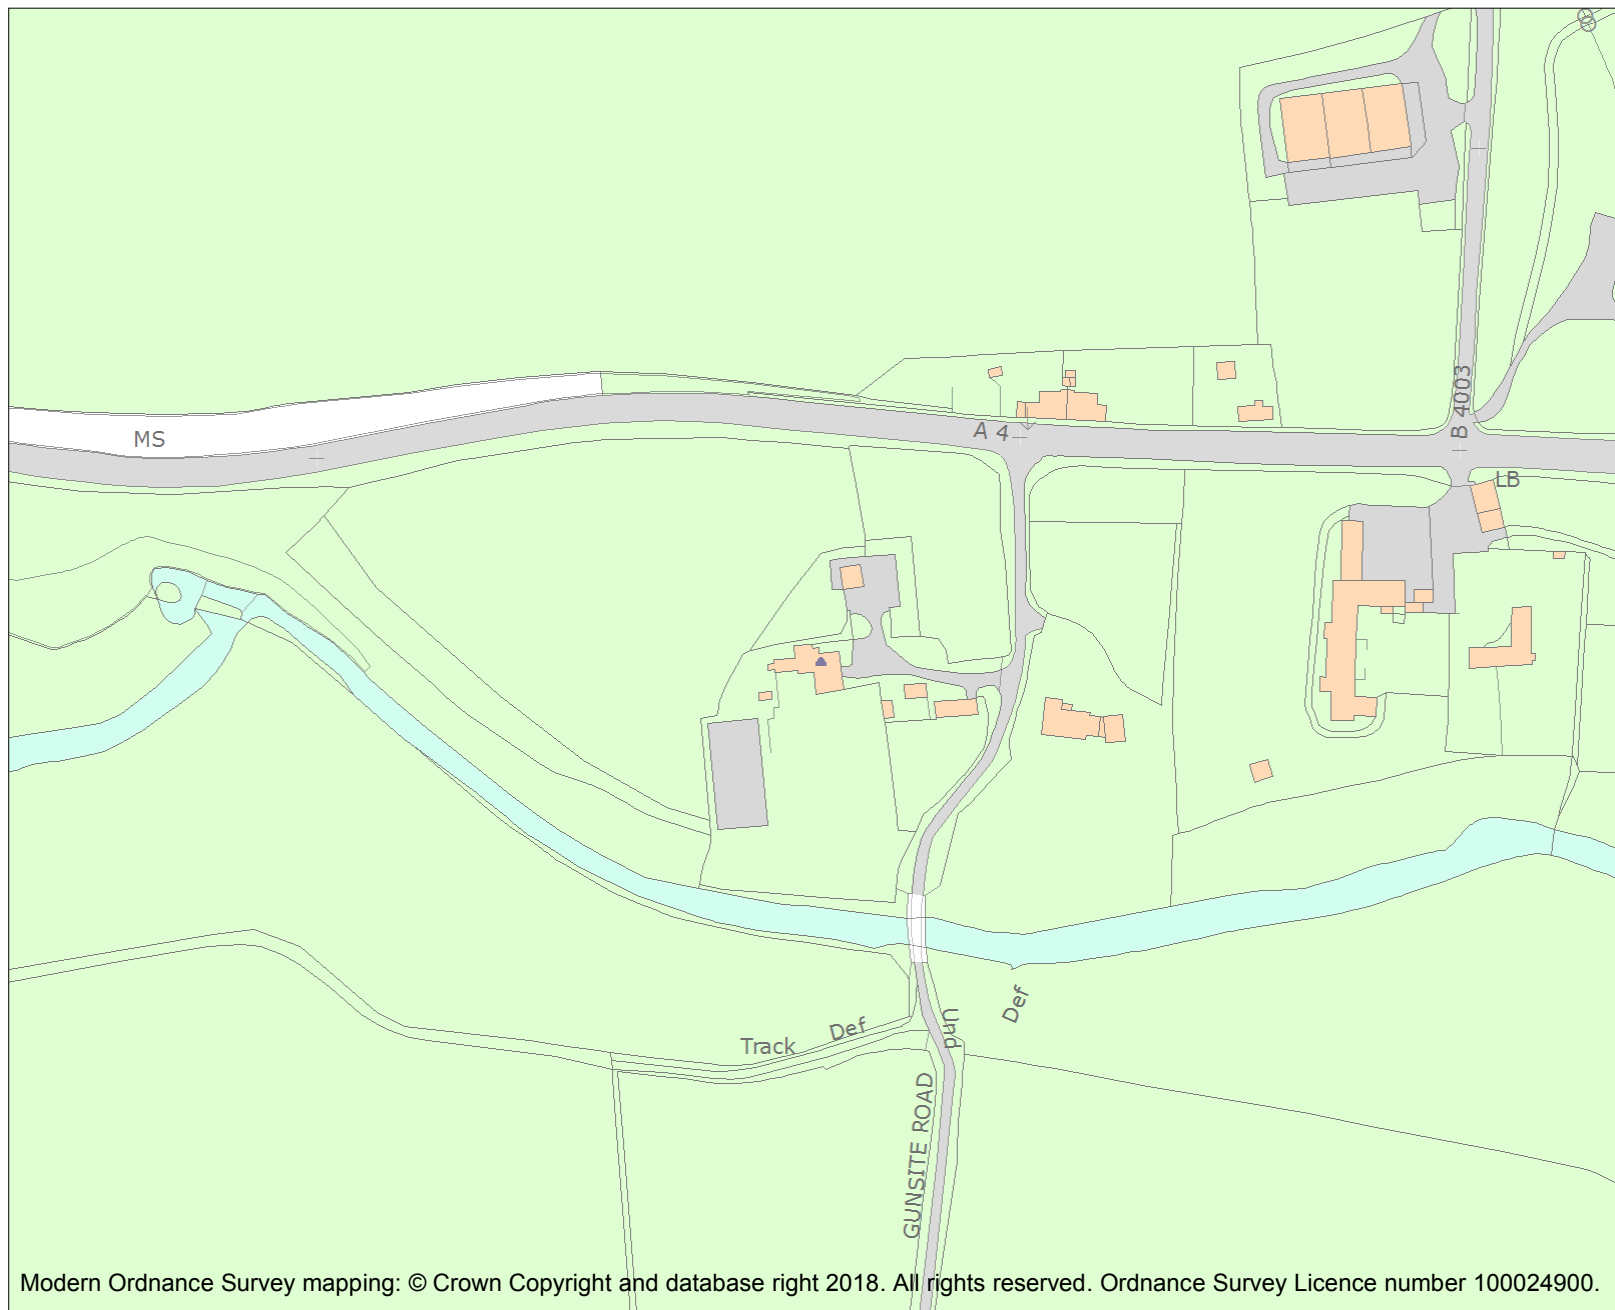 B 4003
MS
A 4
LB
Def
Und
Track
Def
GUNSITE ROAD
Modern Ordnance Survey mapping: © Crown Copyright and database right 2018. All rights reserved. Ordnance Survey Licence number 100024900.